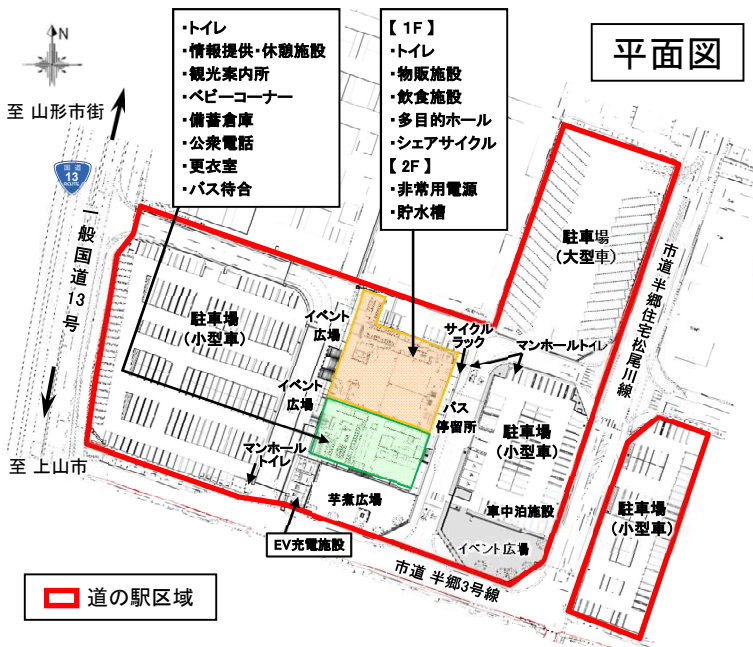 平面図
N
至 山形市街
国道
13
ROUTE
一般国道13号
至 上山市
・トイレ
・情報提供・休憩施設
・観光案内所
・ベビーコーナー
・備蓄倉庫
・公衆電話
・更衣室
・バス待合
【 1F 】
・トイレ
・物販施設
・飲食施設
・多目的ホール
・シェアサイクル
【 2F 】
・非常用電源
・貯水槽
駐車場
（大型車）
市道 半郷住宅松尾川線
駐車場
（小型車）
イベント
広場
イベント
広場
サイクル
ラック
マンホールトイレ
バス
停留所
駐車場
（小型車）
マンホール
トイレ
芋煮広場
車中泊施設
イベント広場
駐車場
（小型車）
EV充電施設
市道 半郷3号線
道の駅区域